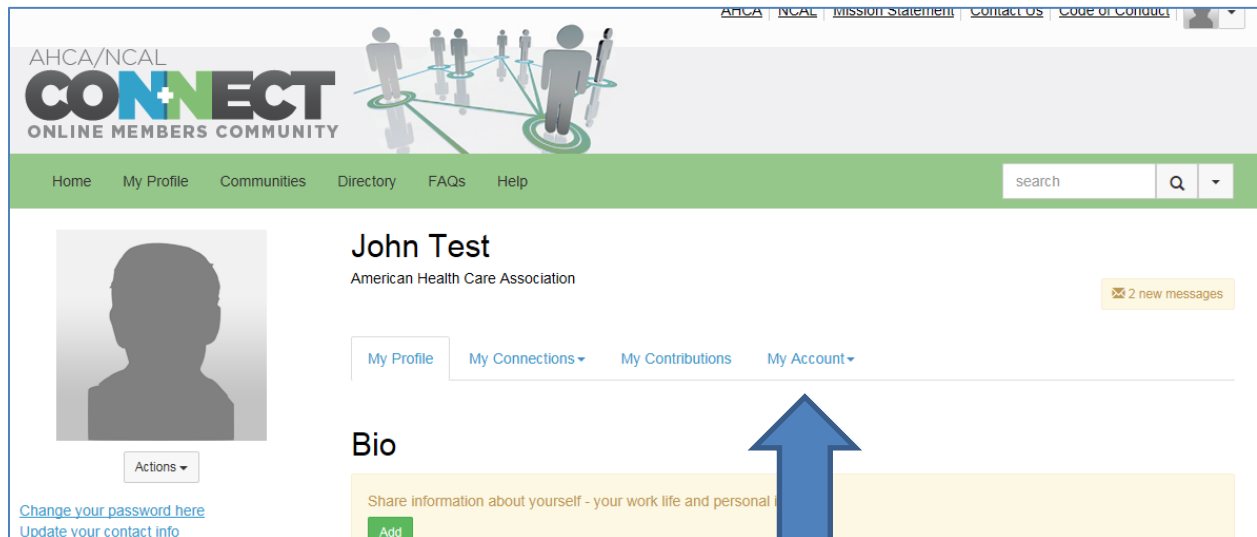 AHCA NCAL Mission Statement Contact Us Code of Conduct
AHCA/NCAL
CONNECT
ONLINE MEMBERS COMMUNITY
Home My Profile Communities Directory FAQs Help search
John Test
American Health Care Association
2 new messages
My Profile My Connections My Contributions My Account
Bio
Actions
Share information about yourself - your work life and personal
Add
Change your password here
Update your contact info